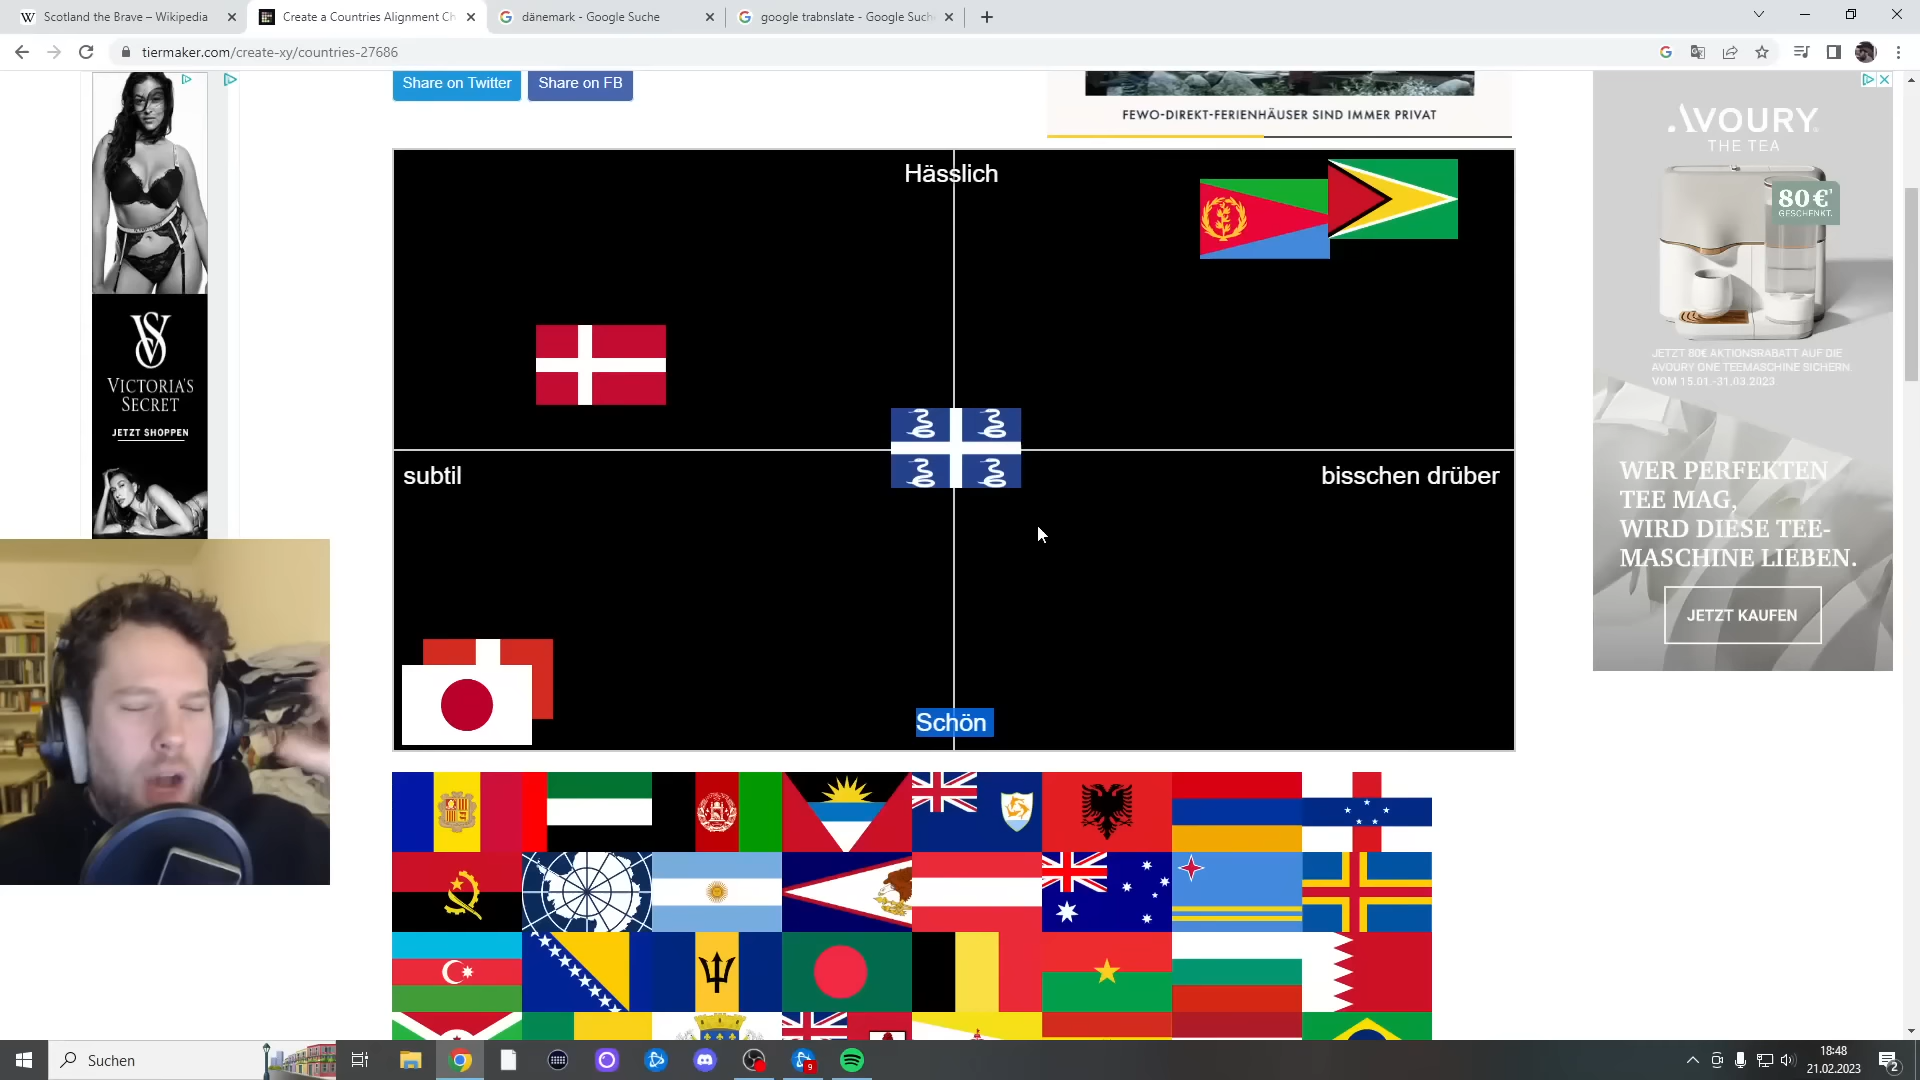 Scotland the Brave – Wikipedia
Create a Countries Alignment Ch
dänemark - Google Suche
google trabnslate - Google Such
tiermaker.com/create-xy/countries-27686
Share on Twitter
Share on FB
FEWO-DIREKT-FERIENHÄUSER SIND IMMER PRIVAT
VS
VICTORIA'S
SECRET
JETZT SHOPPEN
Hässlich
subtil
bisschen drüber
Schön
AVOURY
THE TEA
80 €
GESCHENKT.
JETZT 80€ AKTIONSRABATT AUF DIE
AVOURY ONE TEEMASCHINE SICHERN.
VOM 15.01.-31.03.2023
WER PERFEKTEN
TEE MAG,
WIRD DIESE TEE-
MASCHINE LIEBEN.
JETZT KAUFEN
Suchen
9
18:48
21.02.2023
2